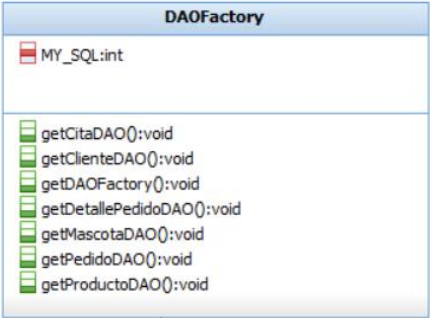 DAOFactory
MY_SQL:int
getCitaDAO():void
getClienteDAO():void
getDAOFactory():void
getDetallePedidoDAO():void
getMascotaDAO():void
getPedidoDAO():void
getProductoDAO():void